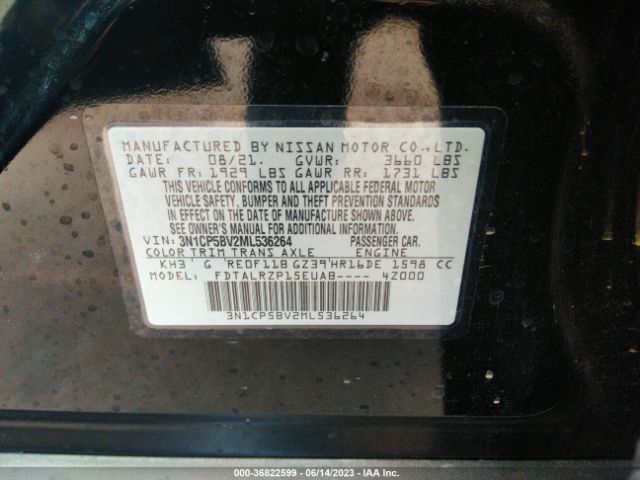 MANUFACTURED BY NISSAN MOTOR CO.,LTD.
DATE: 08/21. GVWR: 3660 LBS
GAWR FR: 1929 LBS GAWR RR: 1731 LBS
THIS VEHICLE CONFORMS TO ALL APPLICABLE FEDERAL MOTOR
VEHICLE SAFETY, BUMPER AND THEFT PREVENTION STANDARDS
IN EFFECT ON THE DATE OF MANUFACTURE SHOWN ABOVE.
SEE OWNER'S MANUAL FOR ADDITIONAL INFORMATION.
VIN: 3N1CP5BV2ML536264 PASSENGER CAR.
COLOR TRIM TRANS AXLE ENGINE
KH3 G RE0F11B GZ39 HR16DE 1598 CC
MODEL: FDTALRZP15EUAB---- 4Z000
3N1CP5BV2ML536264
000-36822599 - 06/14/2023 - IAA Inc.